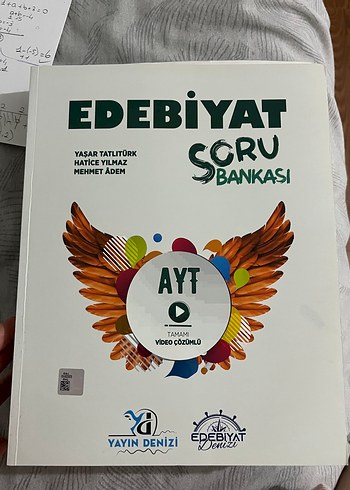 EDEBİYAT
YAŞAR TATLITÜRK
HATİCE YILMAZ
MEHMET ÂDEM
SORU
BANKASI
AYT
TAMAMI
VİDEO ÇÖZÜMLÜ
YAYIN DENİZİ
EDEBİYAT
Denizi